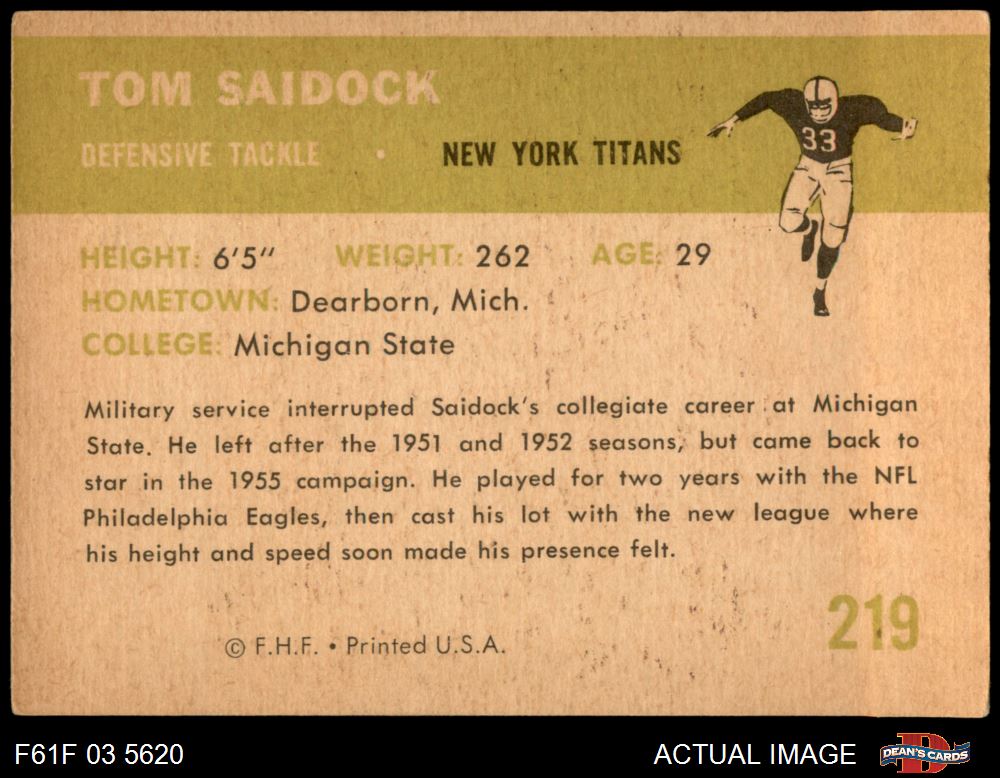 TOM SAIDOCK
DEFENSIVE TACKLE • NEW YORK TITANS
33
HEIGHT: 6'5" WEIGHT: 262 AGE: 29
HOMETOWN: Dearborn, Mich.
COLLEGE: Michigan State
Military service interrupted Saidock's collegiate career at Michigan
State. He left after the 1951 and 1952 seasons, but came back to
star in the 1955 campaign. He played for two years with the NFL
Philadelphia Eagles, then cast his lot with the new league where
his height and speed soon made his presence felt.
219
© F.H.F. • Printed U.S.A.
F61F 03 5620
ACTUAL IMAGE
D
DEAN'S CARDS